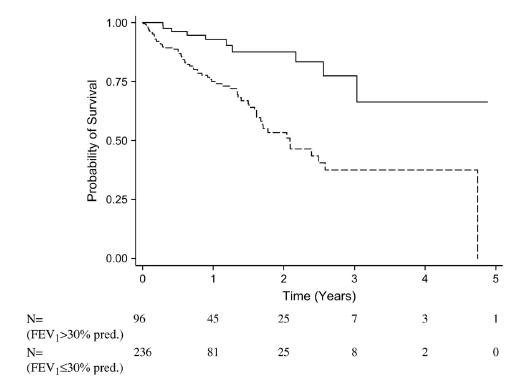 1.00
0.75
0.50
0.25
0.00
Probability of Survival
0 1 2 3 4 5
Time (Years)
N= 96 45 25 7 3 1
(FEV₁>30% pred.)
N= 236 81 25 8 2 0
(FEV₁≤30% pred.)